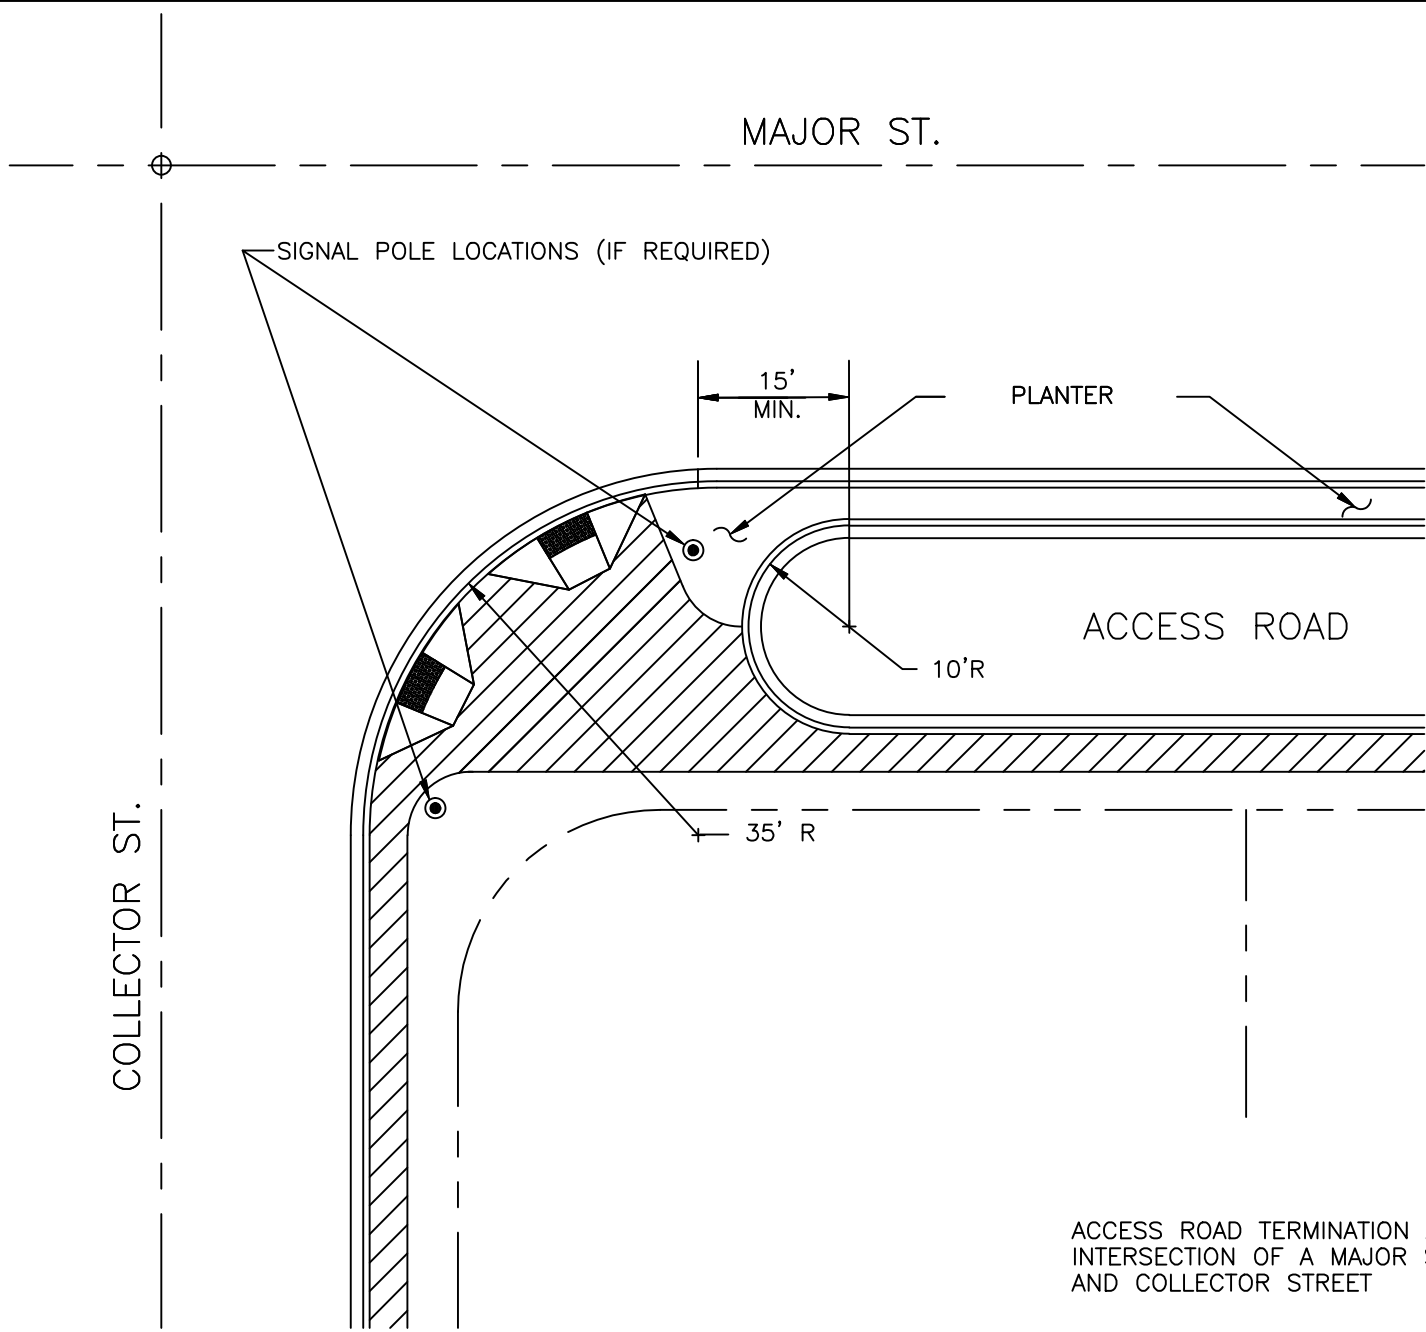 MAJOR ST.
SIGNAL POLE LOCATIONS (IF REQUIRED)
15'
MIN.
PLANTER
ACCESS ROAD
10'R
35' R
COLLECTOR ST.
ACCESS ROAD TERMINATION
INTERSECTION OF A MAJOR
AND COLLECTOR STREET